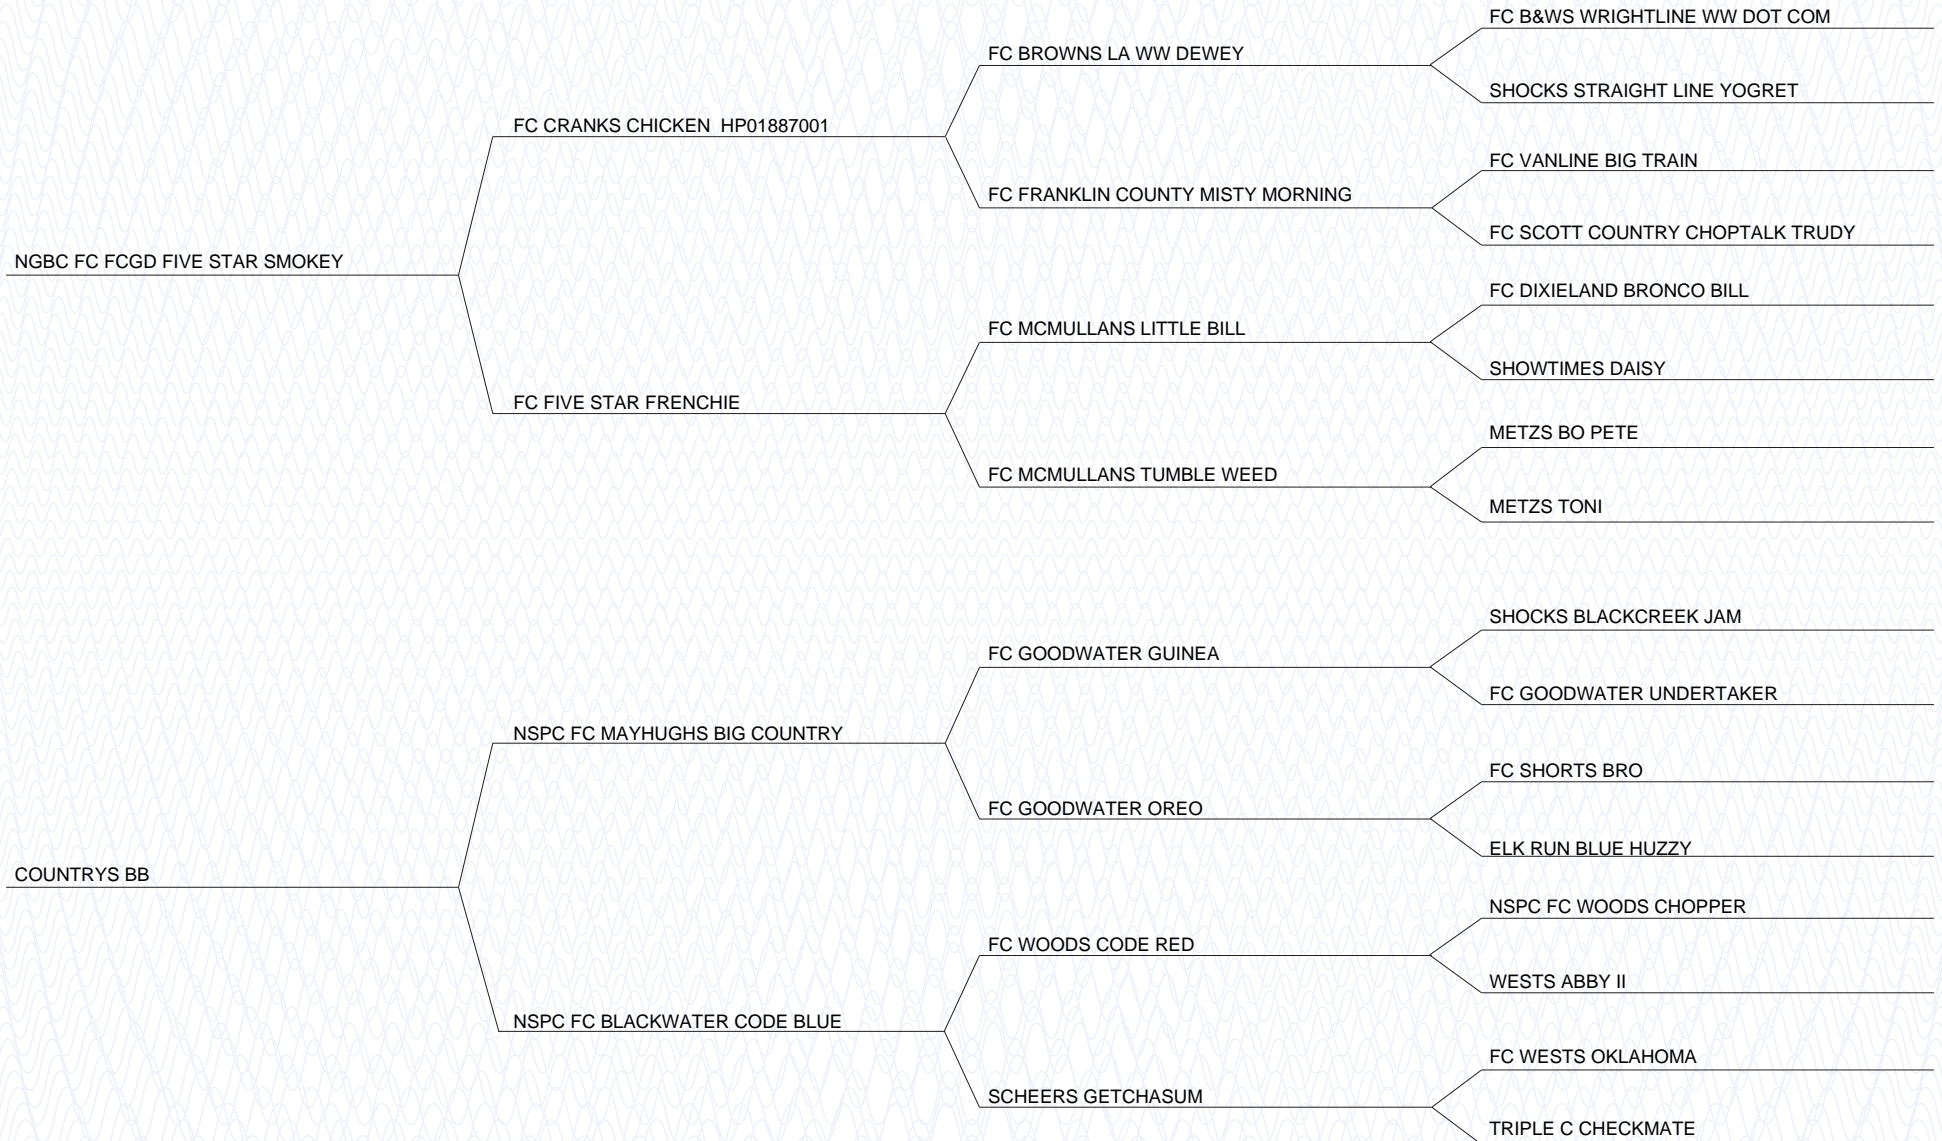 FC B&WS WRIGHTLINE WW DOT COM
FC BROWNS LA WW DEWEY
SHOCKS STRAIGHT LINE YOGRET
FC CRANKS CHICKEN  HP01887001
FC VANLINE BIG TRAIN
FC FRANKLIN COUNTY MISTY MORNING
FC SCOTT COUNTRY CHOPTALK TRUDY
NGBC FC FCGD FIVE STAR SMOKEY
FC DIXIELAND BRONCO BILL
FC MCMULLANS LITTLE BILL
SHOWTIMES DAISY
FC FIVE STAR FRENCHIE
METZS BO PETE
FC MCMULLANS TUMBLE WEED
METZS TONI
SHOCKS BLACKCREEK JAM
FC GOODWATER GUINEA
FC GOODWATER UNDERTAKER
NSPC FC MAYHUGHS BIG COUNTRY
FC SHORTS BRO
FC GOODWATER OREO
ELK RUN BLUE HUZZY
COUNTRYS BB
NSPC FC WOODS CHOPPER
FC WOODS CODE RED
WESTS ABBY II
NSPC FC BLACKWATER CODE BLUE
FC WESTS OKLAHOMA
SCHEERS GETCHASUM
TRIPLE C CHECKMATE